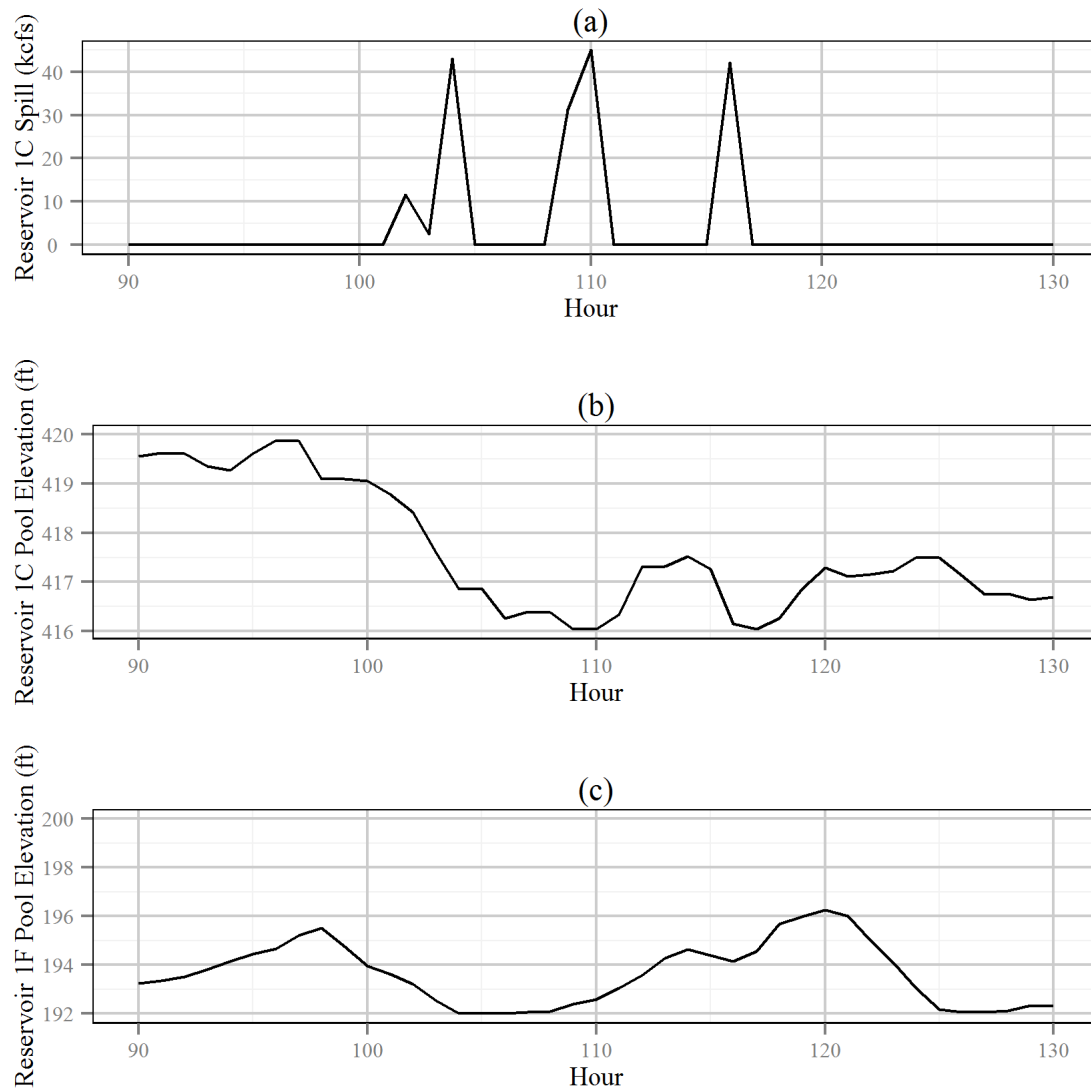 (a)
Reservoir 1C Spill (kcfs)
40
30
20
10
0
90 100 110 120 130
Hour
(b)
Reservoir 1C Pool Elevation (ft)
420
419
418
417
416
90 100 110 120 130
Hour
(c)
Reservoir 1F Pool Elevation (ft)
200
198
196
194
192
90 100 110 120 130
Hour